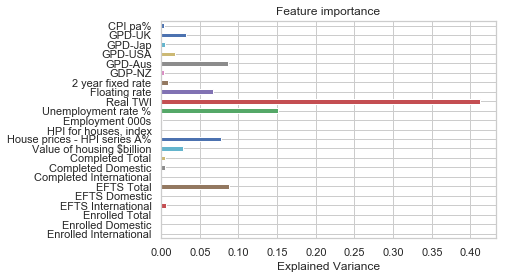 Feature importance
CPI pa%
GPD-UK
GPD-Jap
GPD-USA
GPD-Aus
GDP-NZ
2 year fixed rate
Floating rate
Real TWI
Unemployment rate %
Employment 000s
HPI for houses, index
House prices - HPI series A%
Value of housing $billion
Completed Total
Completed Domestic
Completed International
EFTS Total
EFTS Domestic
EFTS International
Enrolled Total
Enrolled Domestic
Enrolled International
0.00 0.05 0.10 0.15 0.20 0.25 0.30 0.35 0.40
Explained Variance